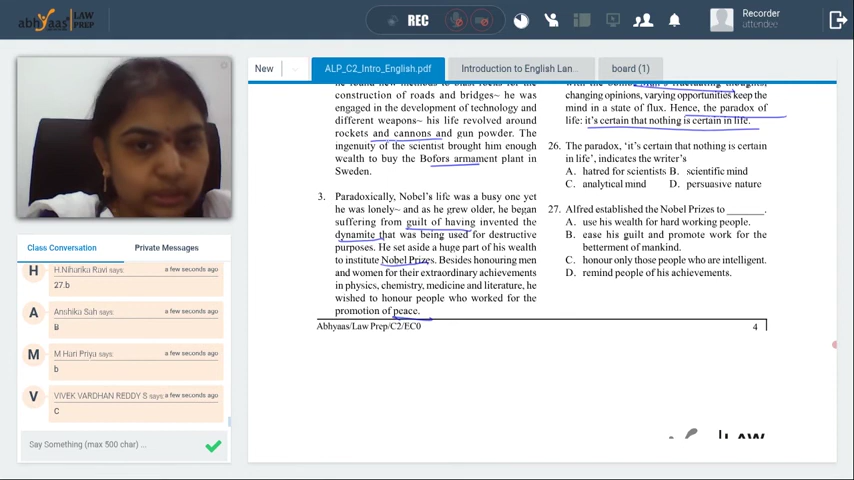 abhyaas LAW PREP
REC
Recorder
attendee
New
ALP_C2_Intro_English.pdf
Introduction to English Lan...
board (1)
construction of roads and bridges~ he was
engaged in the development of technology and
different weapons~ his life revolved around
rockets and cannons and gun powder. The
ingenuity of the scientist brought him enough
wealth to buy the Bofors armament plant in
Sweden.
3. Paradoxically, Nobel's life was a busy one yet
he was lonely~ and as he grew older, he began
suffering from guilt of having invented the
dynamite that was being used for destructive
purposes. He set aside a huge part of his wealth
to institute Nobel Prizes. Besides honouring men
and women for their extraordinary achievements
in physics, chemistry, medicine and literature, he
wished to honour people who worked for the
promotion of peace.
changing opinions, varying opportunities keep the
mind in a state of flux. Hence, the paradox of
life: it's certain that nothing is certain in life.
26. The paradox, 'it's certain that nothing is certain
in life', indicates the writer's
A. hatred for scientists B. scientific mind
C. analytical mind D. persuasive nature
27. Alfred established the Nobel Prizes to ______.
A. use his wealth for hard working people.
B. ease his guilt and promote work for the
betterment of mankind.
C. honour only those people who are intelligent.
D. remind people of his achievements.
Abhyaas/Law Prep/C2/EC0
4
LAW
Class Conversation
Private Messages
H
H.Niharika Ravi says: a few seconds ago
27.b
A
Anshika Sah says: a few seconds ago
B
M
M Hari Priya says: a few seconds ago
b
V
VIVEK VARDHAN REDDY S says: a few seconds ago
C
Say Something (max 500 char) ...